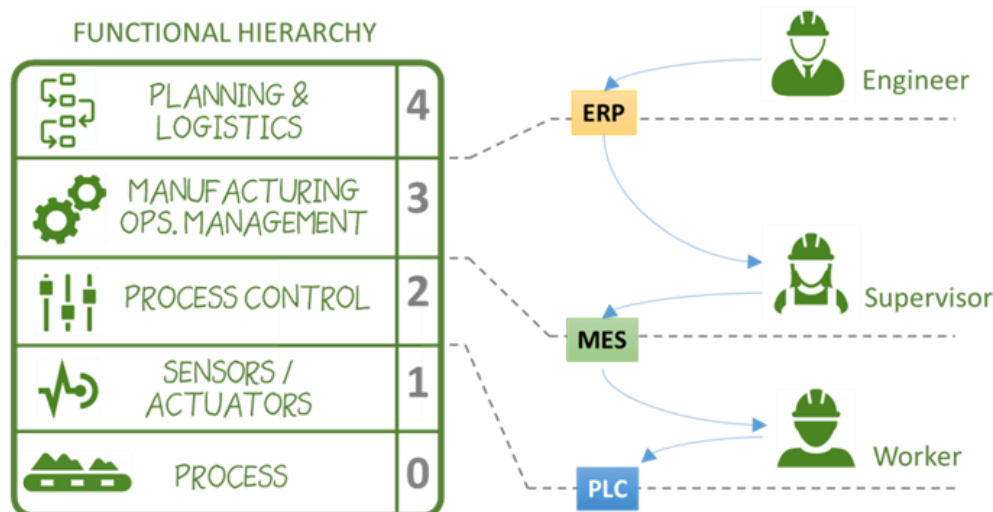 FUNCTIONAL HIERARCHY
PLANNING &
LOGISTICS
4
MANUFACTURING
OPS. MANAGEMENT
3
PROCESS CONTROL
2
SENSORS /
ACTUATORS
1
PROCESS
0
Engineer
ERP
Supervisor
MES
Worker
PLC